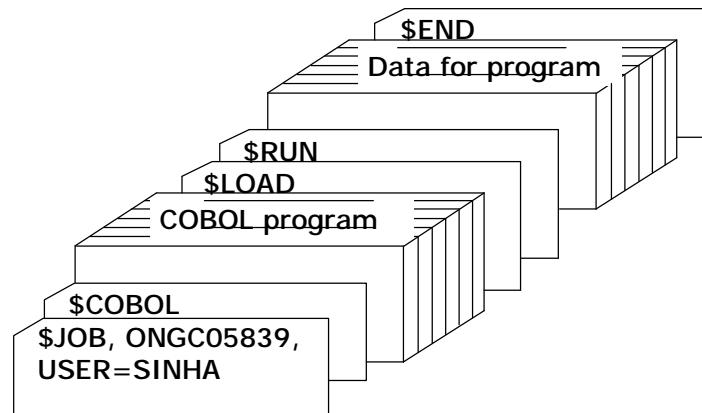 $END
Data for program
$RUN
$LOAD
COBOL program
$COBOL
$JOB, ONGC05839,
USER=SINHA